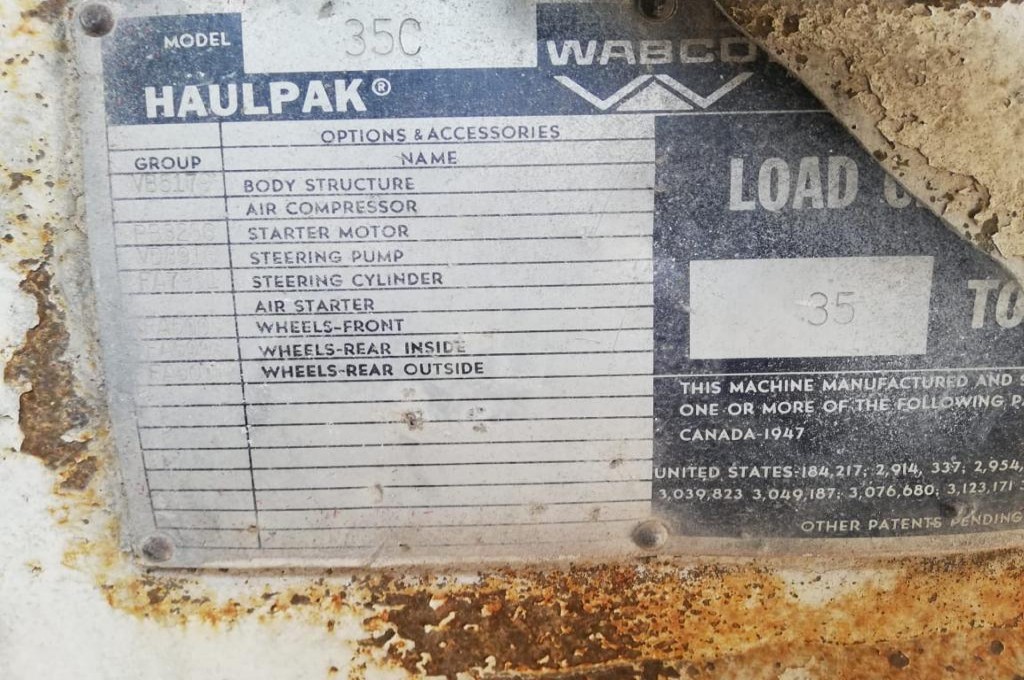 MODEL 35C
WABCO
HAULPAK®
OPTIONS & ACCESSORIES
GROUP NAME
BODY STRUCTURE
AIR COMPRESSOR
STARTER MOTOR
STEERING PUMP
STEERING CYLINDER
AIR STARTER
WHEELS-FRONT
WHEELS-REAR INSIDE
WHEELS-REAR OUTSIDE
LOAD
35 TO
THIS MACHINE MANUFACTURED AND
ONE OR MORE OF THE FOLLOWING
CANADA-1947
UNITED STATES-184,217; 2,914, 337; 2,954,
3,039,823 3,049,187; 3,076,680; 3,123,171
OTHER PATENTS PENDING